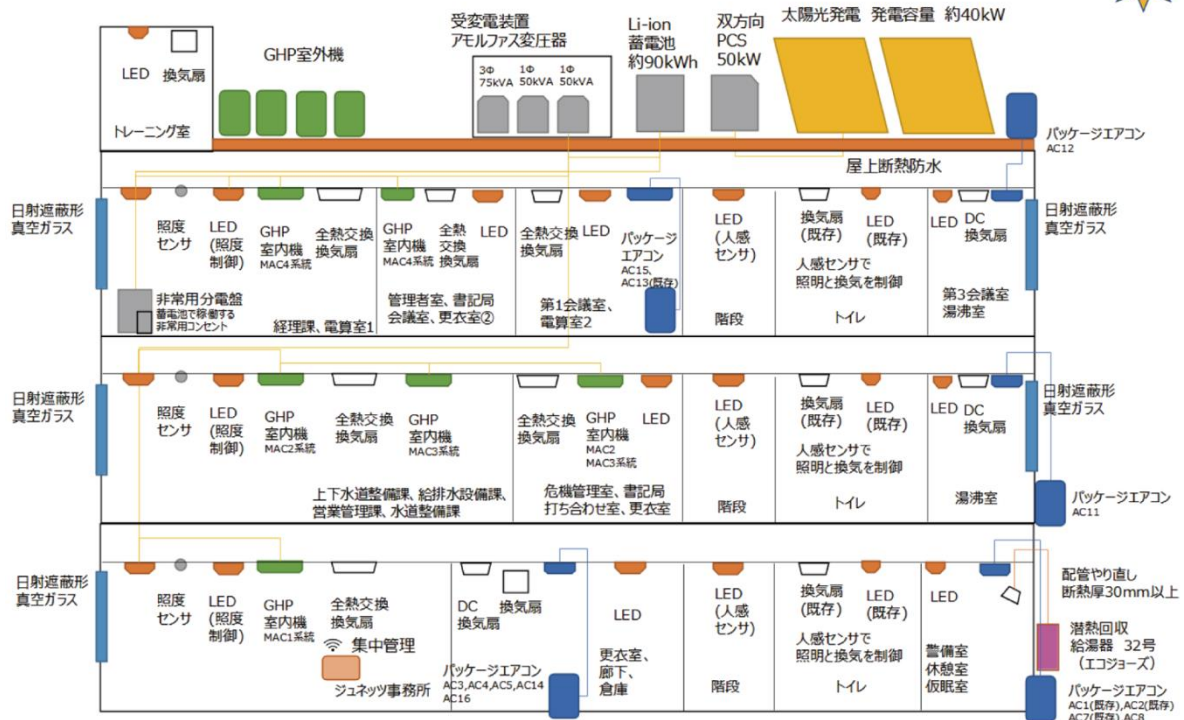 受変電装置
アモルファス変圧器
Li-ion
蓄電池
約90kWh
双方向
PCS
50kW
太陽光発電 発電容量 約40kW
3Φ
75kVA
1Φ
50kVA
1Φ
50kVA
LED
換気扇
トレーニング室
GHP室外機
パッケージエアコン
AC12
屋上断熱防水
日射遮蔽形
真空ガラス
照度
センサ
LED
(照度
制御)
GHP
室内機
MAC4系統
全熱交換
換気扇
GHP
室内機
MAC4系統
全熱
交換
換気扇
LED
全熱交換
換気扇
LED
パッケージ
エアコン
AC15、
AC13(既存)
LED
(人感
センサ)
換気扇
(既存)
LED
(既存)
人感センサで
照明と換気を制御
LED
DC
換気扇
日射遮蔽形
真空ガラス
非常用分電盤
蓄電池で稼働する
非常用コンセント
経理課、電算室1
管理者室、書記局
会議室、更衣室②
第1会議室、
電算室2
階段
トイレ
第3会議室
湯沸室
日射遮蔽形
真空ガラス
照度
センサ
LED
(照度
制御)
GHP
室内機
MAC2系統
全熱交換
換気扇
GHP
室内機
MAC3系統
全熱交換
換気扇
GHP
室内機
MAC2
MAC3系統
LED
LED
(人感
センサ)
換気扇
(既存)
LED
(既存)
人感センサで
照明と換気を制御
LED
DC
換気扇
日射遮蔽形
真空ガラス
上下水道整備課、給排水設備課、
営業管理課、水道整備課
危機管理室、書記局
打ち合わせ室、更衣室
階段
トイレ
湯沸室
パッケージエアコン
AC11
日射遮蔽形
真空ガラス
照度
センサ
LED
(照度
制御)
GHP
室内機
MAC1系統
全熱交換
換気扇
集中管理
ジュネッツ事務所
DC
換気扇
換気扇
パッケージエアコン
AC3,AC4,AC5,AC14
AC16
LED
更衣室、
廊下、
倉庫
LED
(人感
センサ)
階段
換気扇
(既存)
LED
(既存)
人感センサで
照明と換気を制御
トイレ
LED
警備室
休憩室
仮眠室
配管やり直し
断熱厚30mm以上
潜熱回収
給湯器 32号
(エコジョーズ)
パッケージエアコン
AC1(既存),AC2(既存)
AC7(既存),AC8